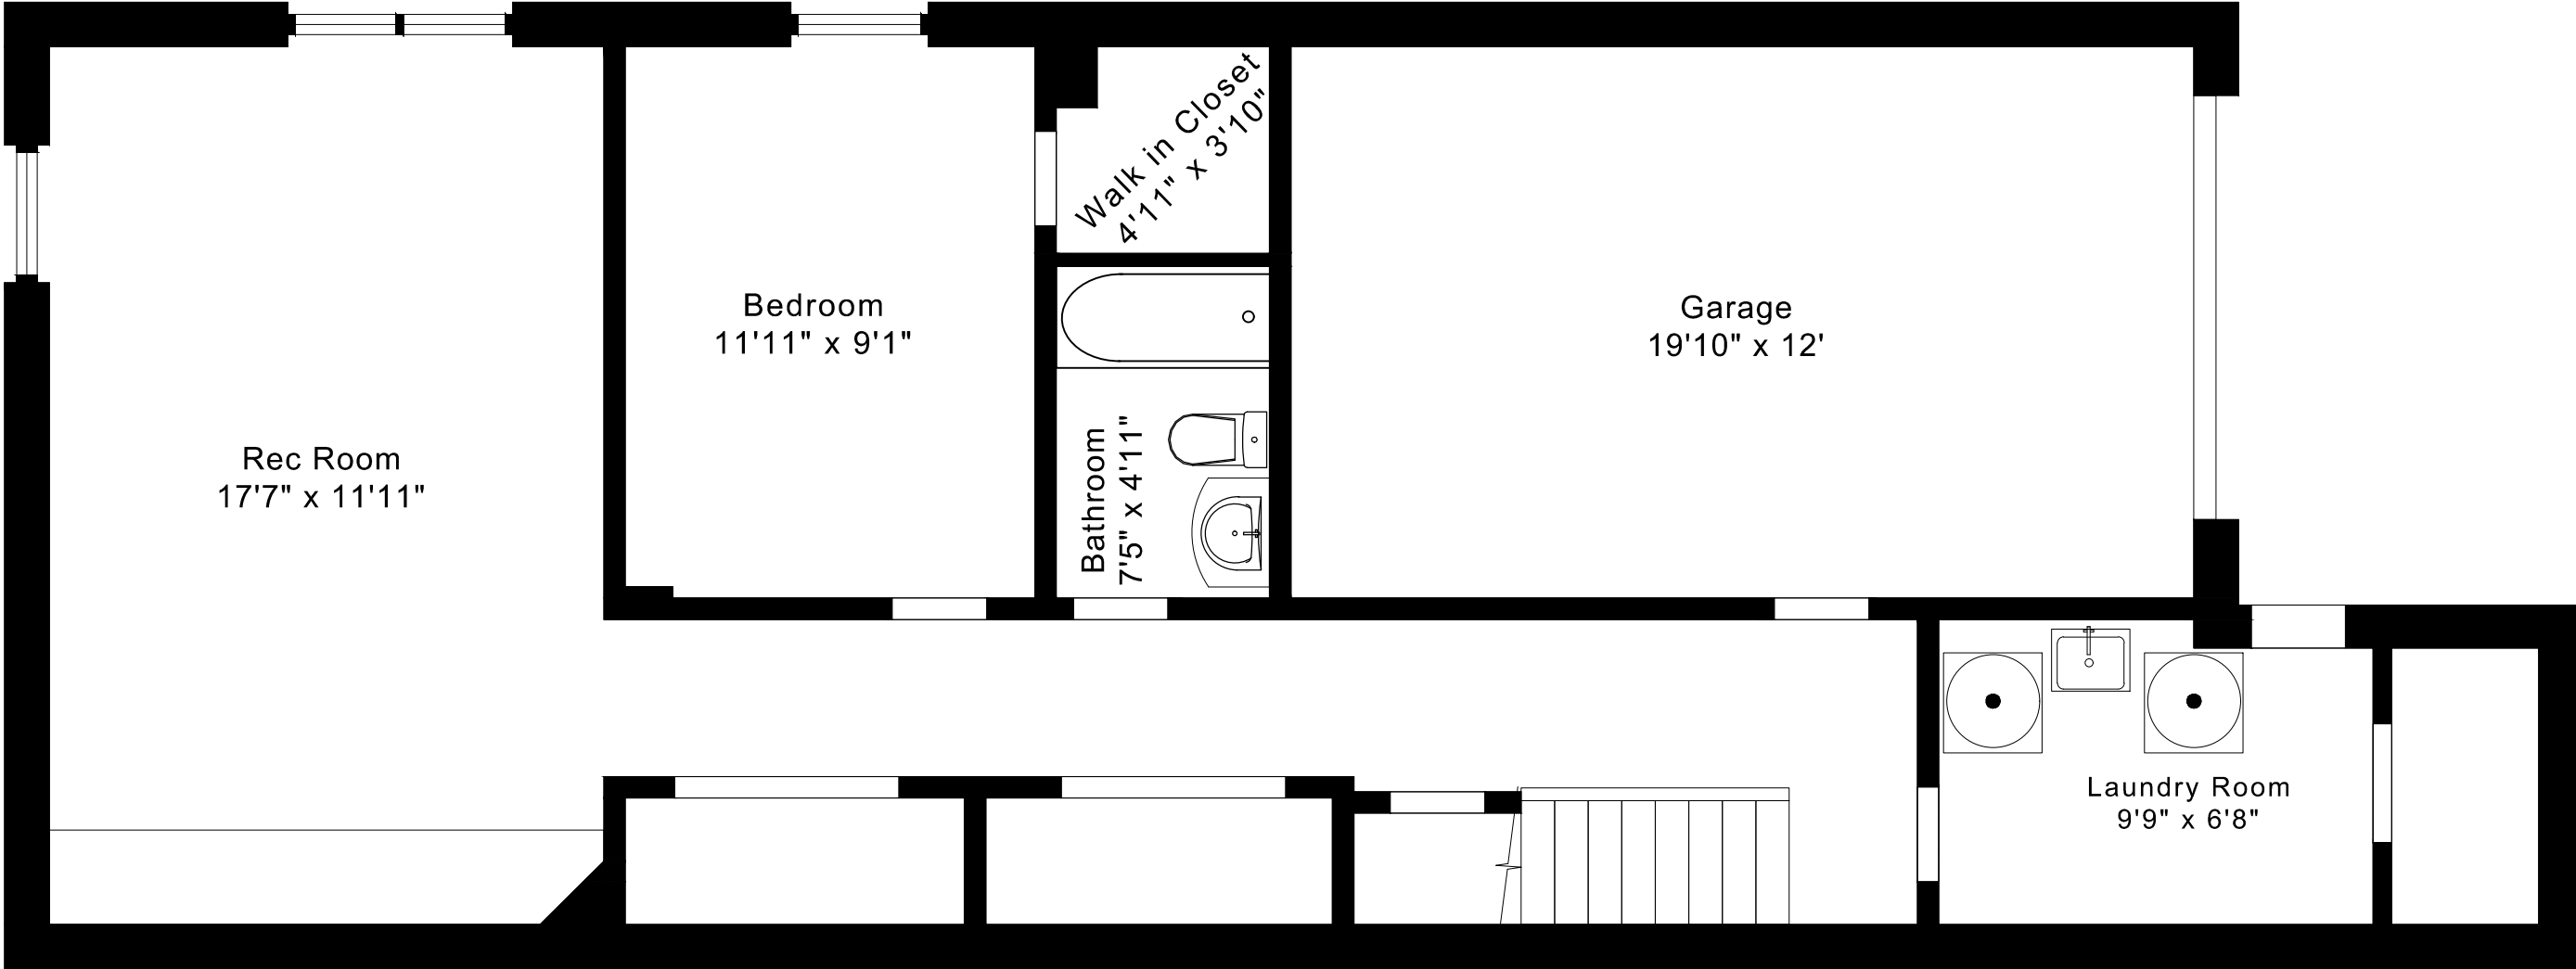 Walk in Closet
4'11" x 3'10"
Bedroom
11'11" x 9'1"
Garage
19'10" x 12'
Rec Room
17'7" x 11'11"
Bathroom
7'5" x 4'11"
Laundry Room
9'9" x 6'8"